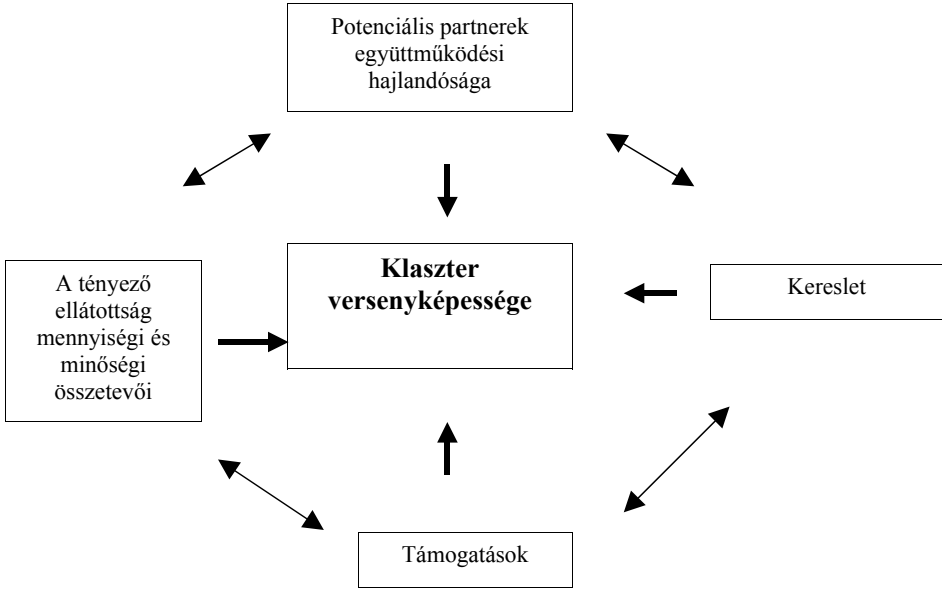 Potenciális partnerek
együttműködési
hajlandósága
A tényező
ellátottság
mennyiségi és
minőségi
összetevői
Klaszter
versenyképessége
Kereslet
Támogatások